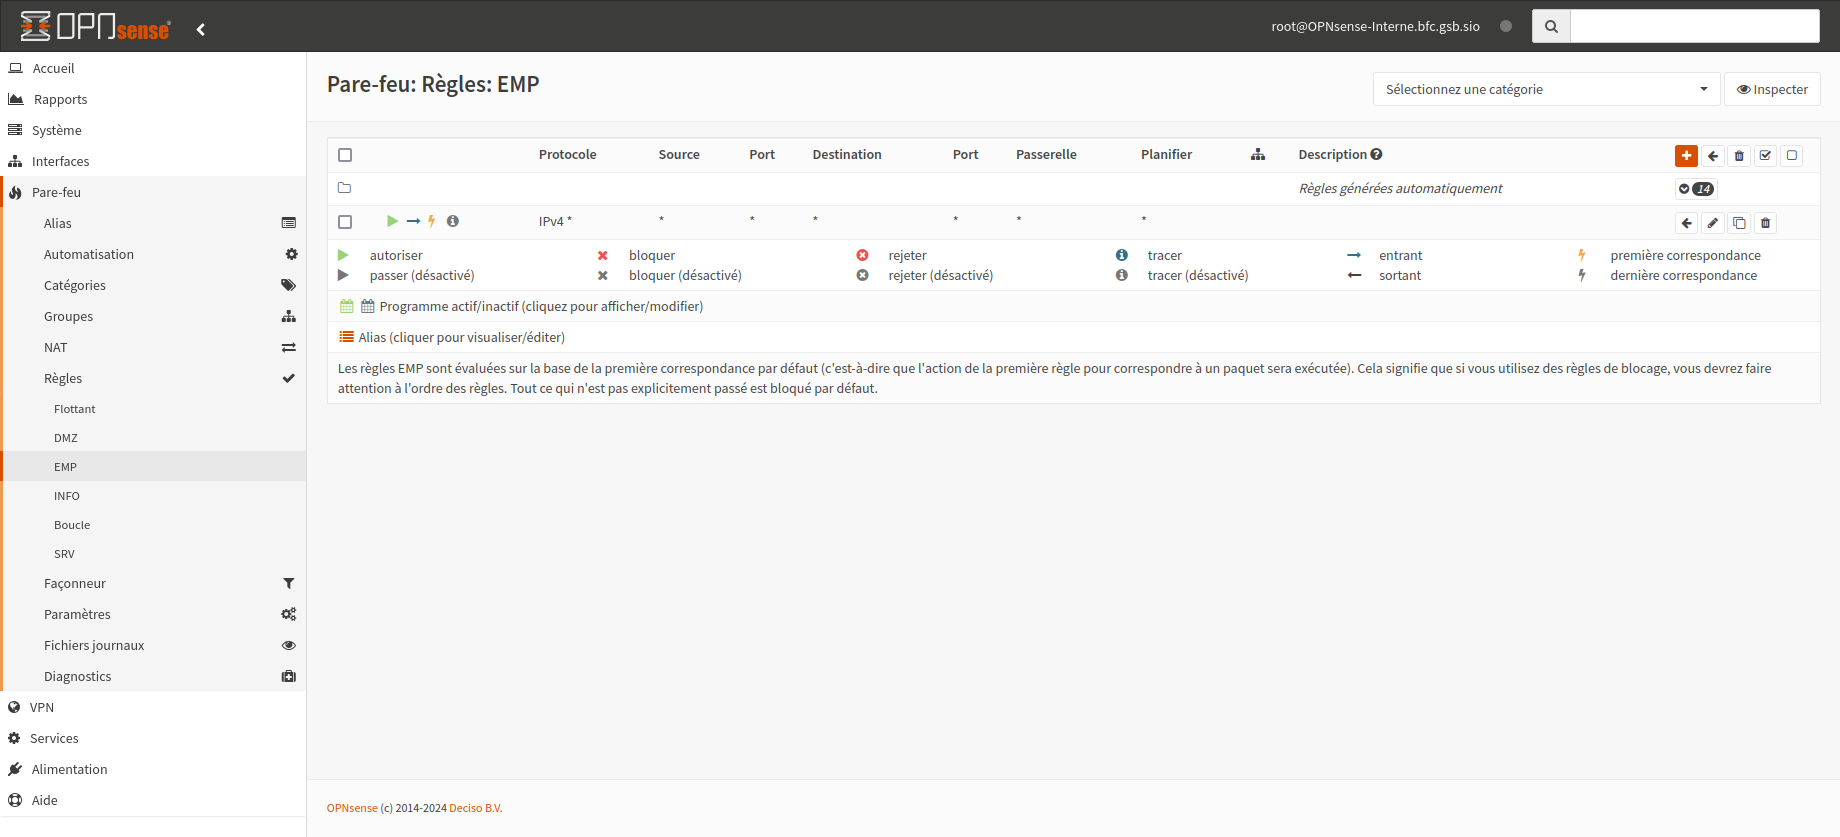 OPNsense®
root@OPNsense-Interne.bfc.gsb.sio
Accueil
Rapports
Système
Interfaces
Pare-feu
Alias
Automatisation
Catégories
Groupes
NAT
Règles
Flottant
DMZ
EMP
INFO
Boucle
SRV
Façonneur
Paramètres
Fichiers journaux
Diagnostics
VPN
Services
Alimentation
Aide
Pare-feu: Règles: EMP
Sélectionnez une catégorie
Inspecter
Protocole Source Port Destination Port Passerelle Planifier Description
Règles générées automatiquement 14
IPv4 * * * * * * *
autoriser bloquer rejeter tracer entrant première correspondance
passer (désactivé) bloquer (désactivé) rejeter (désactivé) tracer (désactivé) sortant dernière correspondance
Programme actif/inactif (cliquez pour afficher/modifier)
Alias (cliquer pour visualiser/éditer)
Les règles EMP sont évaluées sur la base de la première correspondance par défaut (c'est-à-dire que l'action de la première règle pour correspondre à un paquet sera exécutée). Cela signifie que si vous utilisez des règles de blocage, vous devrez faire
attention à l'ordre des règles. Tout ce qui n'est pas explicitement passé est bloqué par défaut.
OPNsense (c) 2014-2024 Deciso B.V.